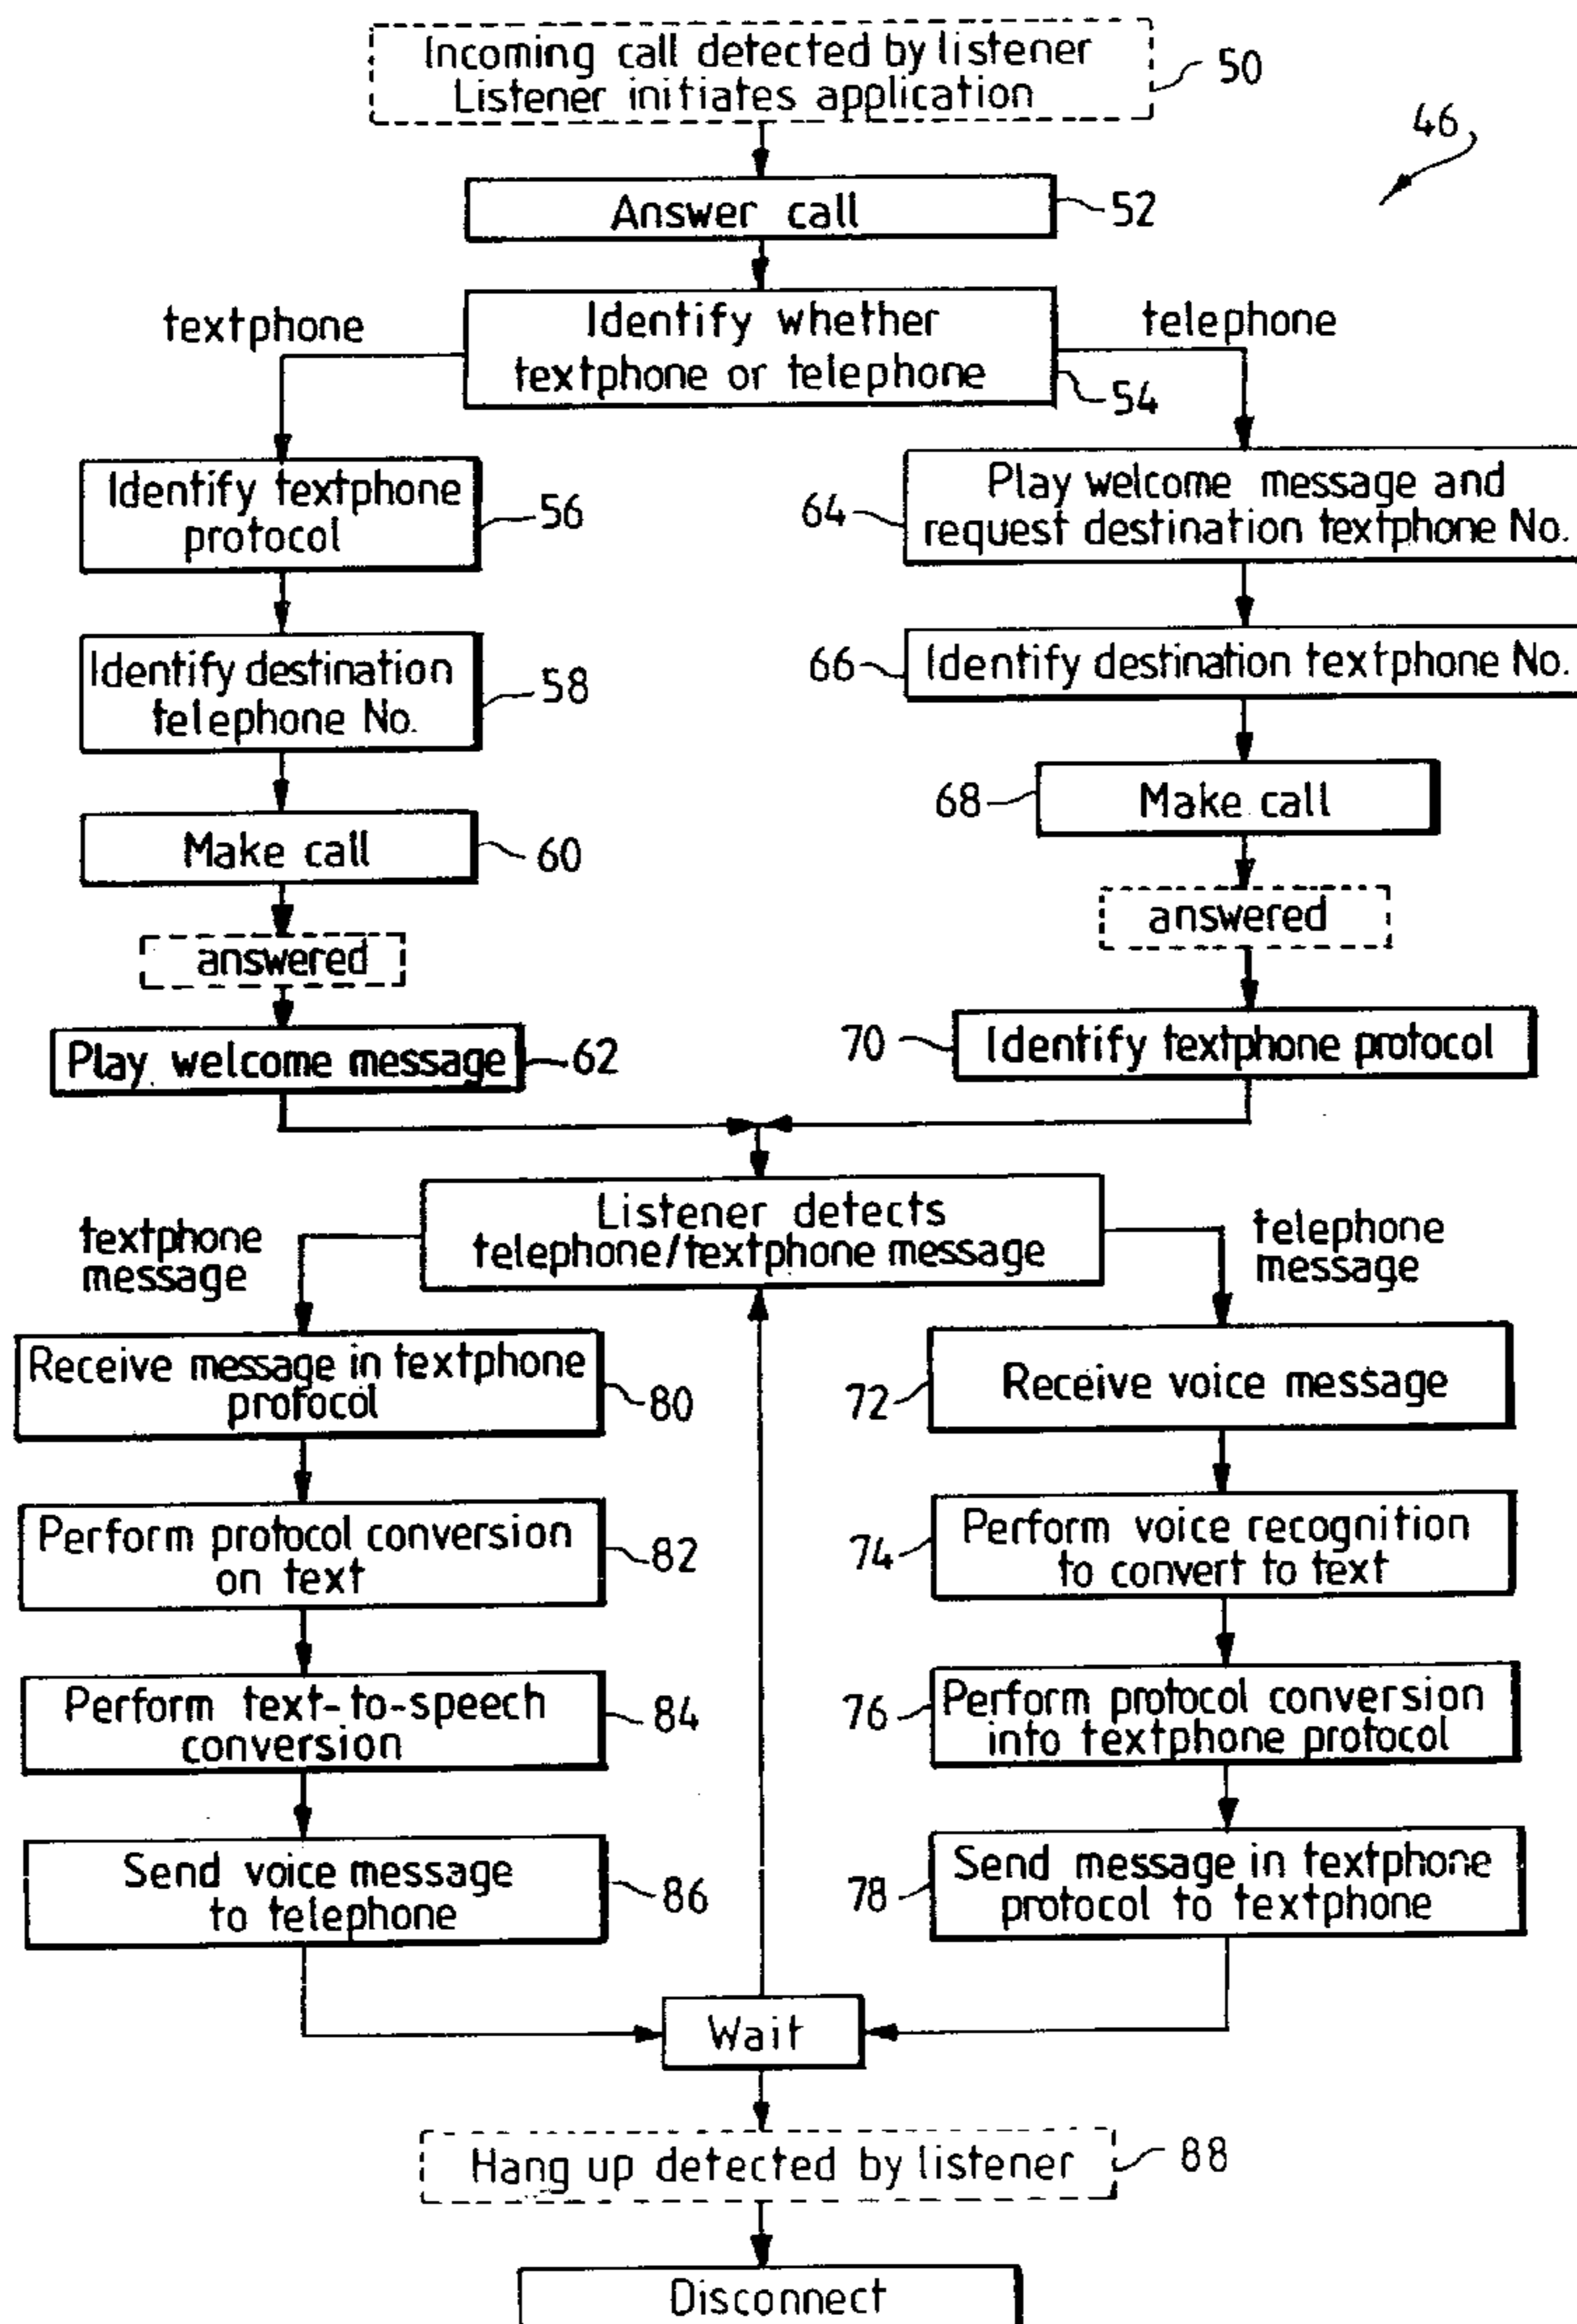 Incoming call detected by listener
Listener initiates application
50
46
Answer call
52
textphone
Identify whether
textphone or telephone
telephone
54
Identify textphone
protocol
56
64
Play welcome message and
request destination textphone No.
Identify destination
telephone No.
58
66
Identify destination textphone No.
Make call
60
68
Make call
answered
answered
Play welcome message
62
70
Identify textphone protocol
textphone
message
Listener detects
telephone/textphone message
telephone
message
Receive message in textphone
protocol
80
72
Receive voice message
Perform protocol conversion
on text
82
74
Perform voice recognition
to convert to text
Perform text-to-speech
conversion
84
76
Perform protocol conversion
into textphone protocol
Send voice message
to telephone
86
78
Send message in textphone
protocol to textphone
Wait
Hang up detected by listener
88
Disconnect